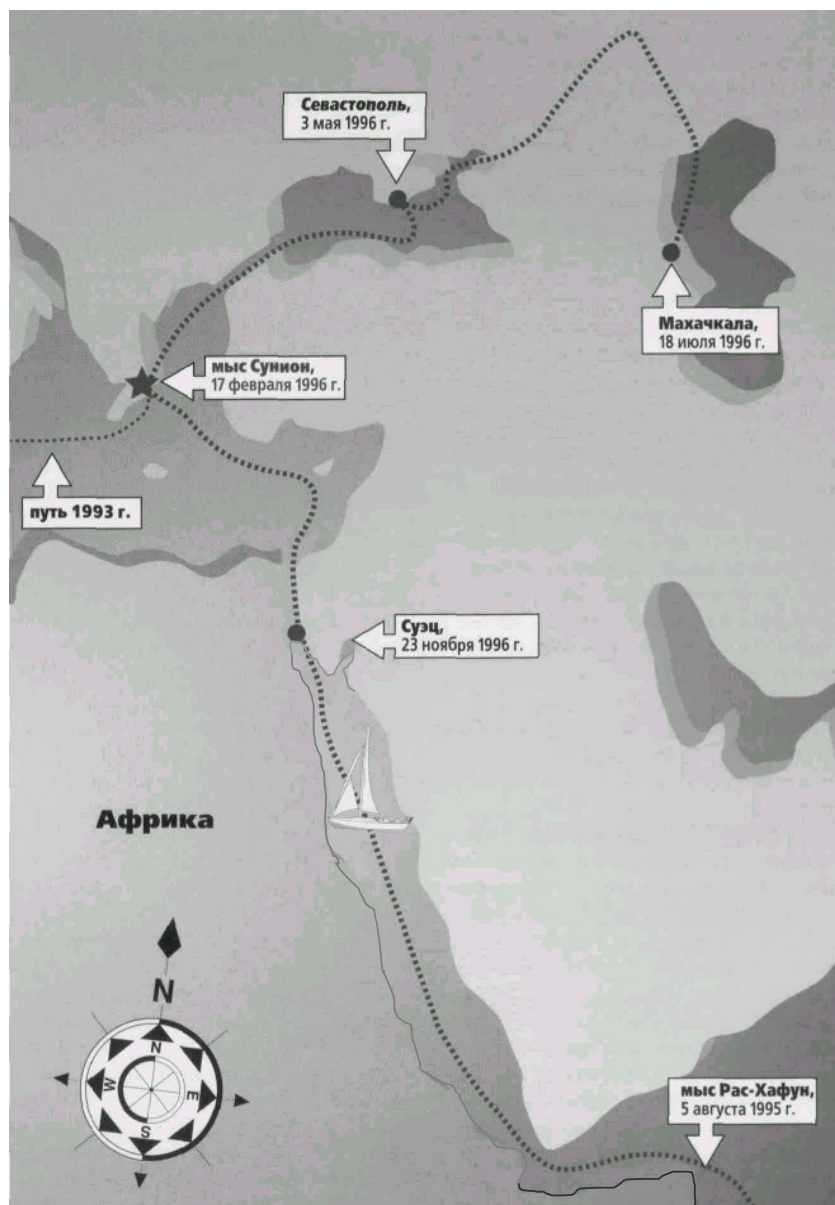 Севастополь,
3 мая 1996 г.
Махачкала,
18 июля 1996 г.
мыс Сунион,
17 февраля 1996 г.
путь 1993 г.
Суэц,
23 ноября 1996 г.
Африка
N
N
W
E
S
мыс Рас-Хафун,
5 августа 1995 г.